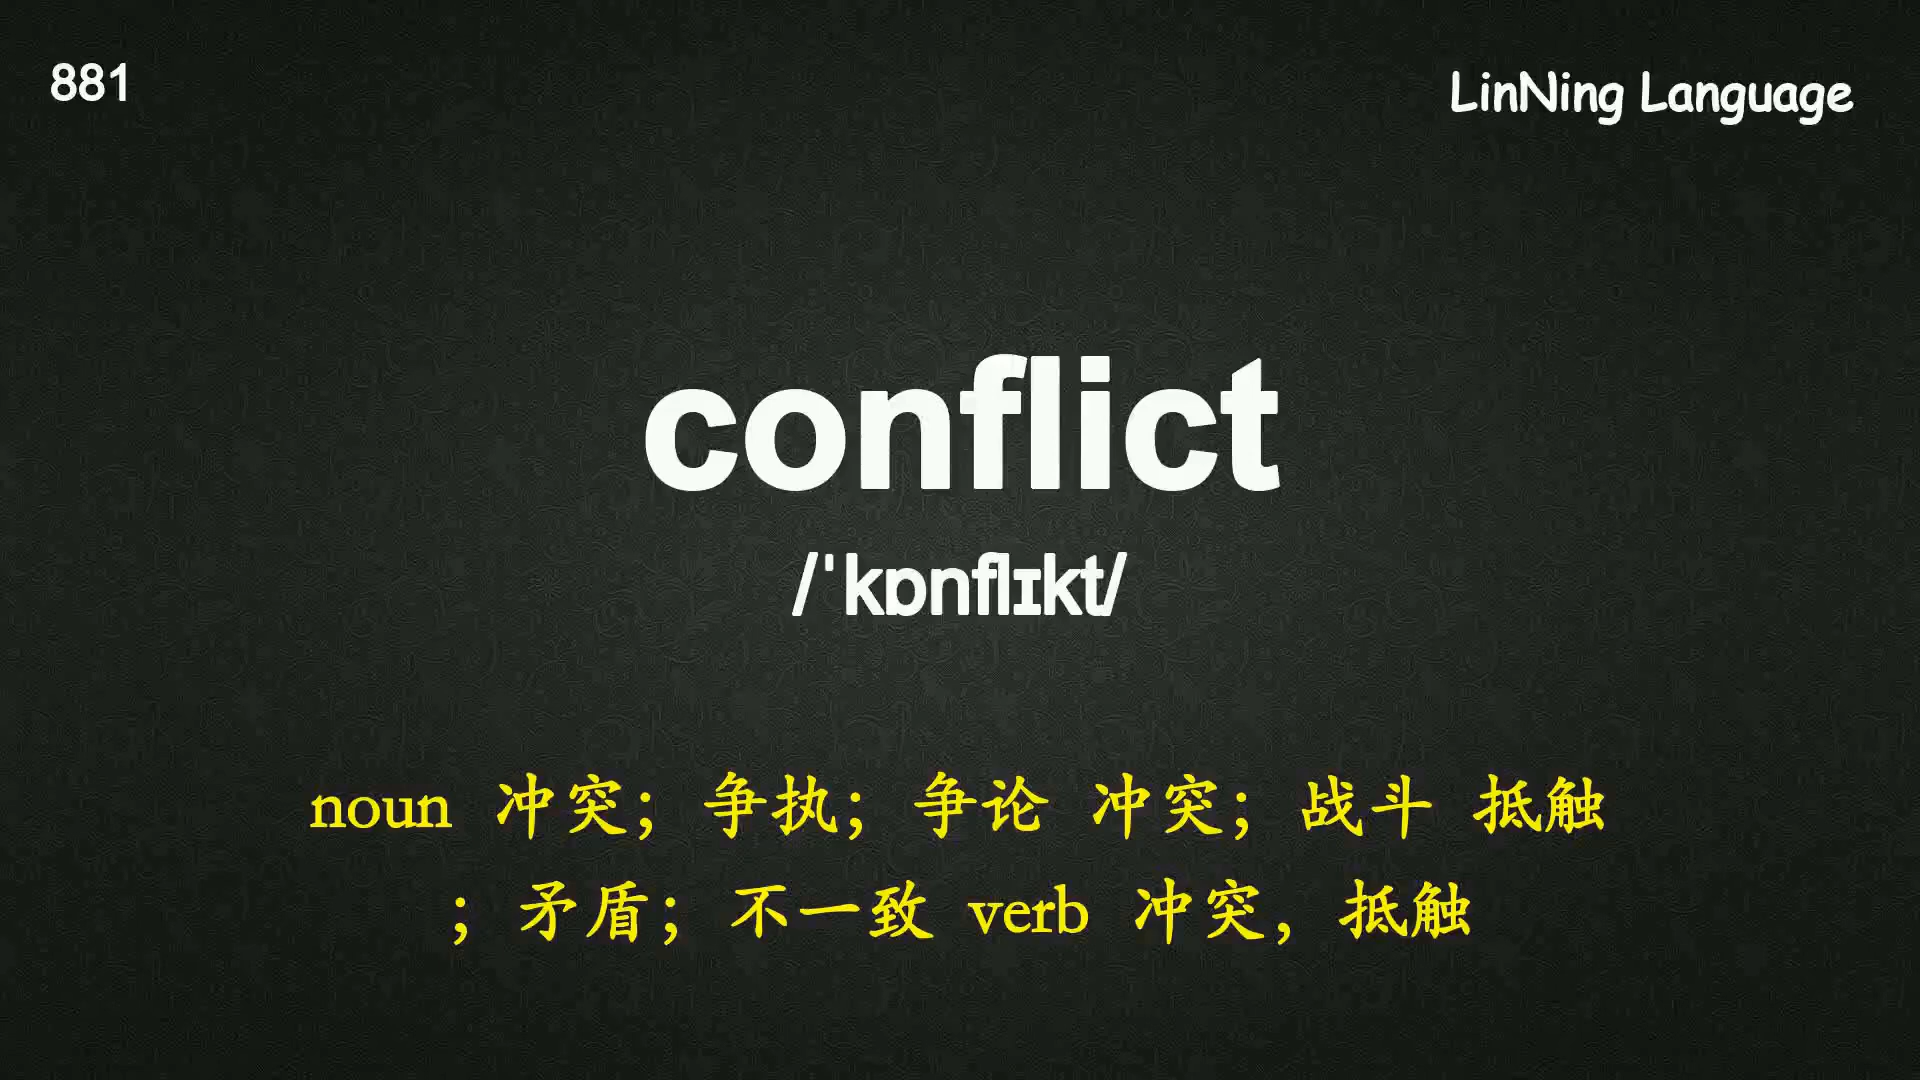 881
LinNing Language
conflict
/ˈkɒnflɪkt/
noun 冲突；争执；争论 冲突；战斗 抵触
；矛盾；不一致 verb 冲突，抵触